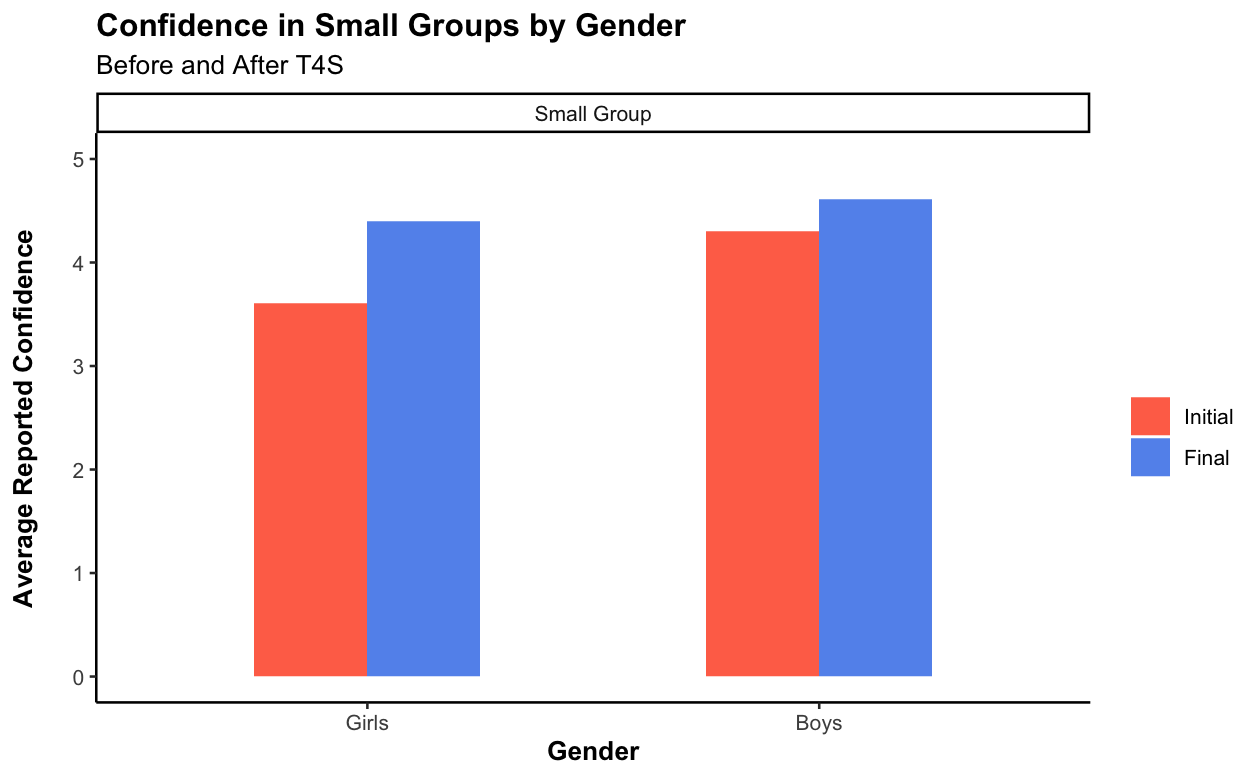 Confidence in Small Groups by Gender
Before and After T4S
Small Group
5
4
3
2
1
0
Average Reported Confidence
Girls
Boys
Gender
Initial
Final